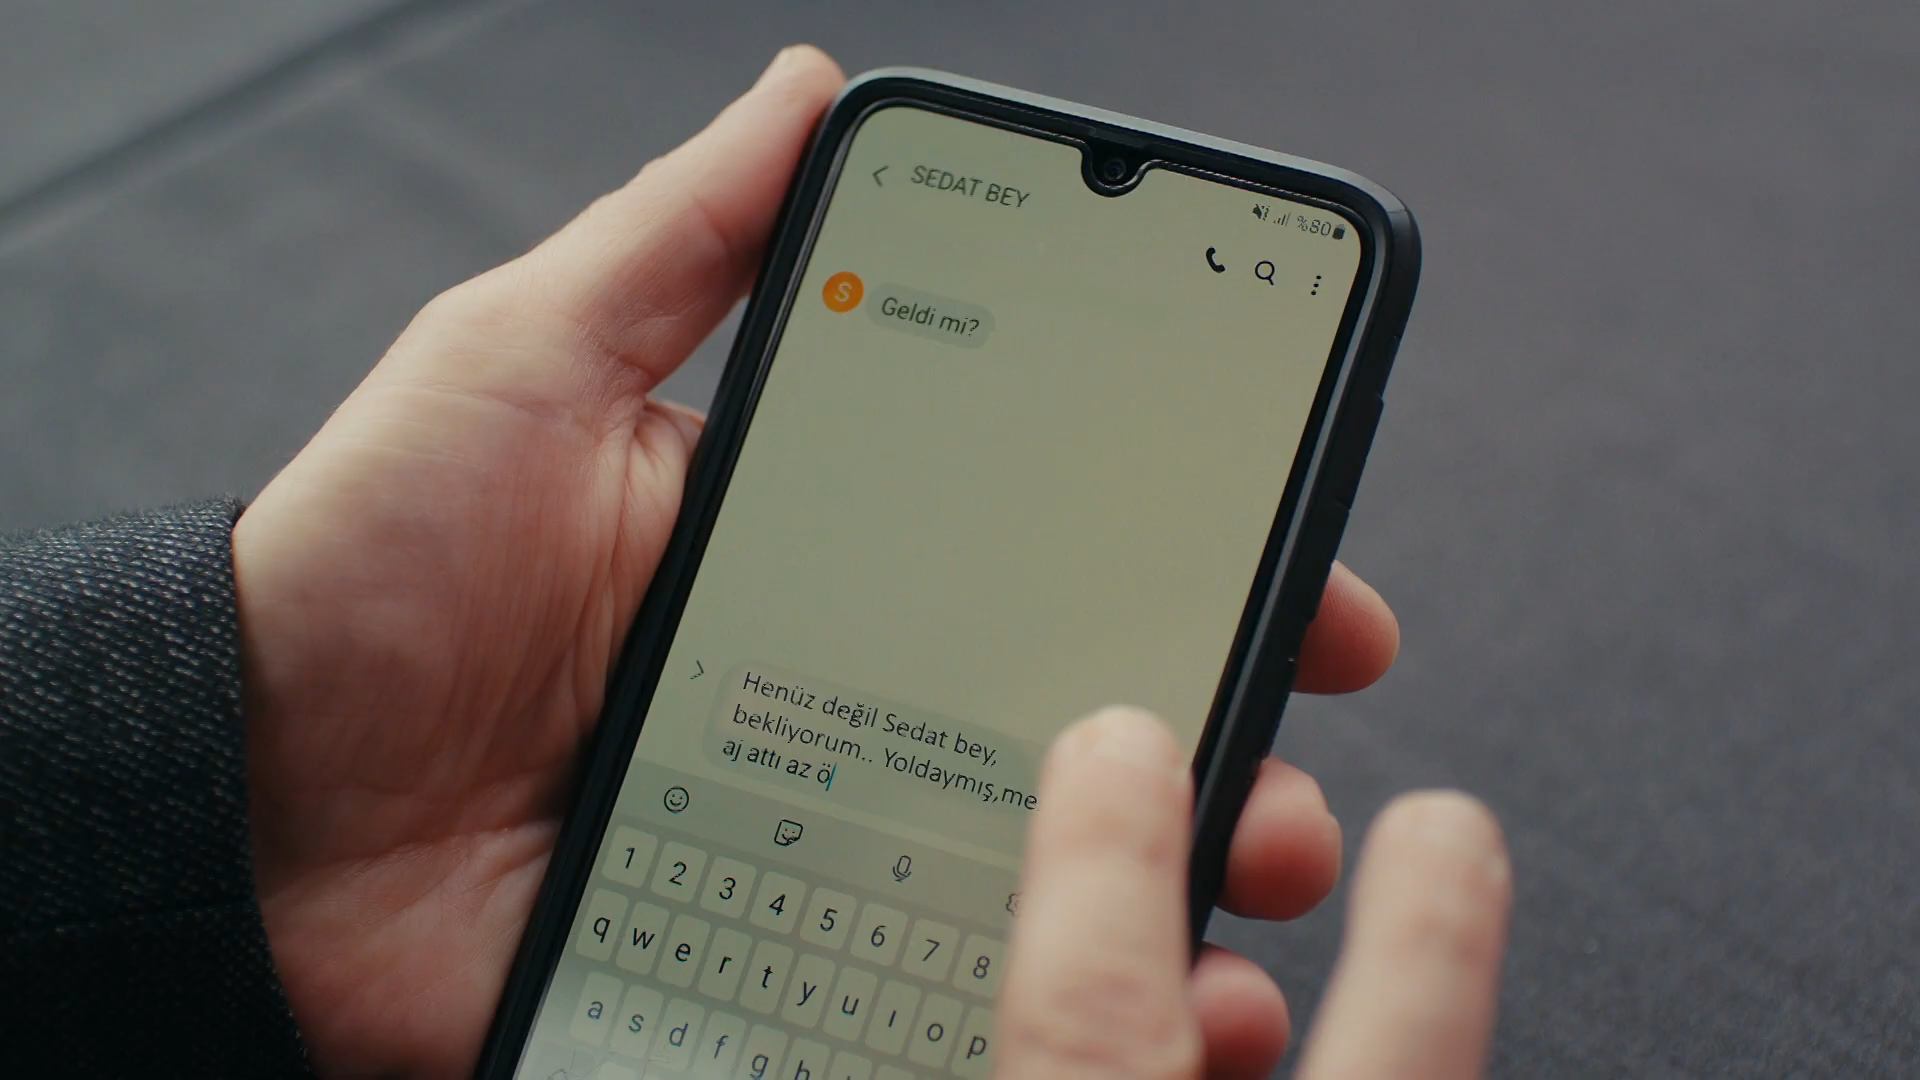 SEDAT BEY
%80
S
Geldi mi?
Henüz değil Sedat bey,
bekliyorum.. Yoldaymış,me
aj attı az ö
1 2 3 4 5 6 7 8
q w e r t y u ı o p
a s d f g h